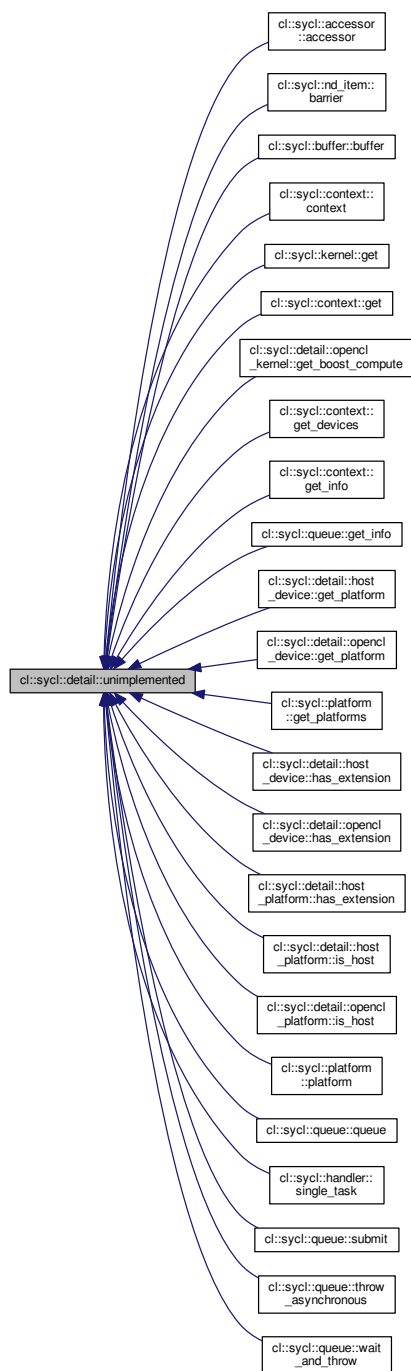 cl::sycl::accessor
::accessor
cl::sycl::nd_item::
barrier
cl::sycl::buffer::buffer
cl::sycl::context::
context
cl::sycl::kernel::get
cl::sycl::context::get
cl::sycl::detail::opencl
_kernel::get_boost_compute
cl::sycl::context::
get_devices
cl::sycl::context::
get_info
cl::sycl::queue::get_info
cl::sycl::detail::host
_device::get_platform
cl::sycl::detail::opencl
_device::get_platform
cl::sycl::detail::unimplemented
cl::sycl::platform
::get_platforms
cl::sycl::detail::host
_device::has_extension
cl::sycl::detail::opencl
_device::has_extension
cl::sycl::detail::host
_platform::has_extension
cl::sycl::detail::host
_platform::is_host
cl::sycl::detail::opencl
_platform::is_host
cl::sycl::platform
::platform
cl::sycl::queue::queue
cl::sycl::handler::
single_task
cl::sycl::queue::submit
cl::sycl::queue::throw
_asynchronous
cl::sycl::queue::wait
_and_throw